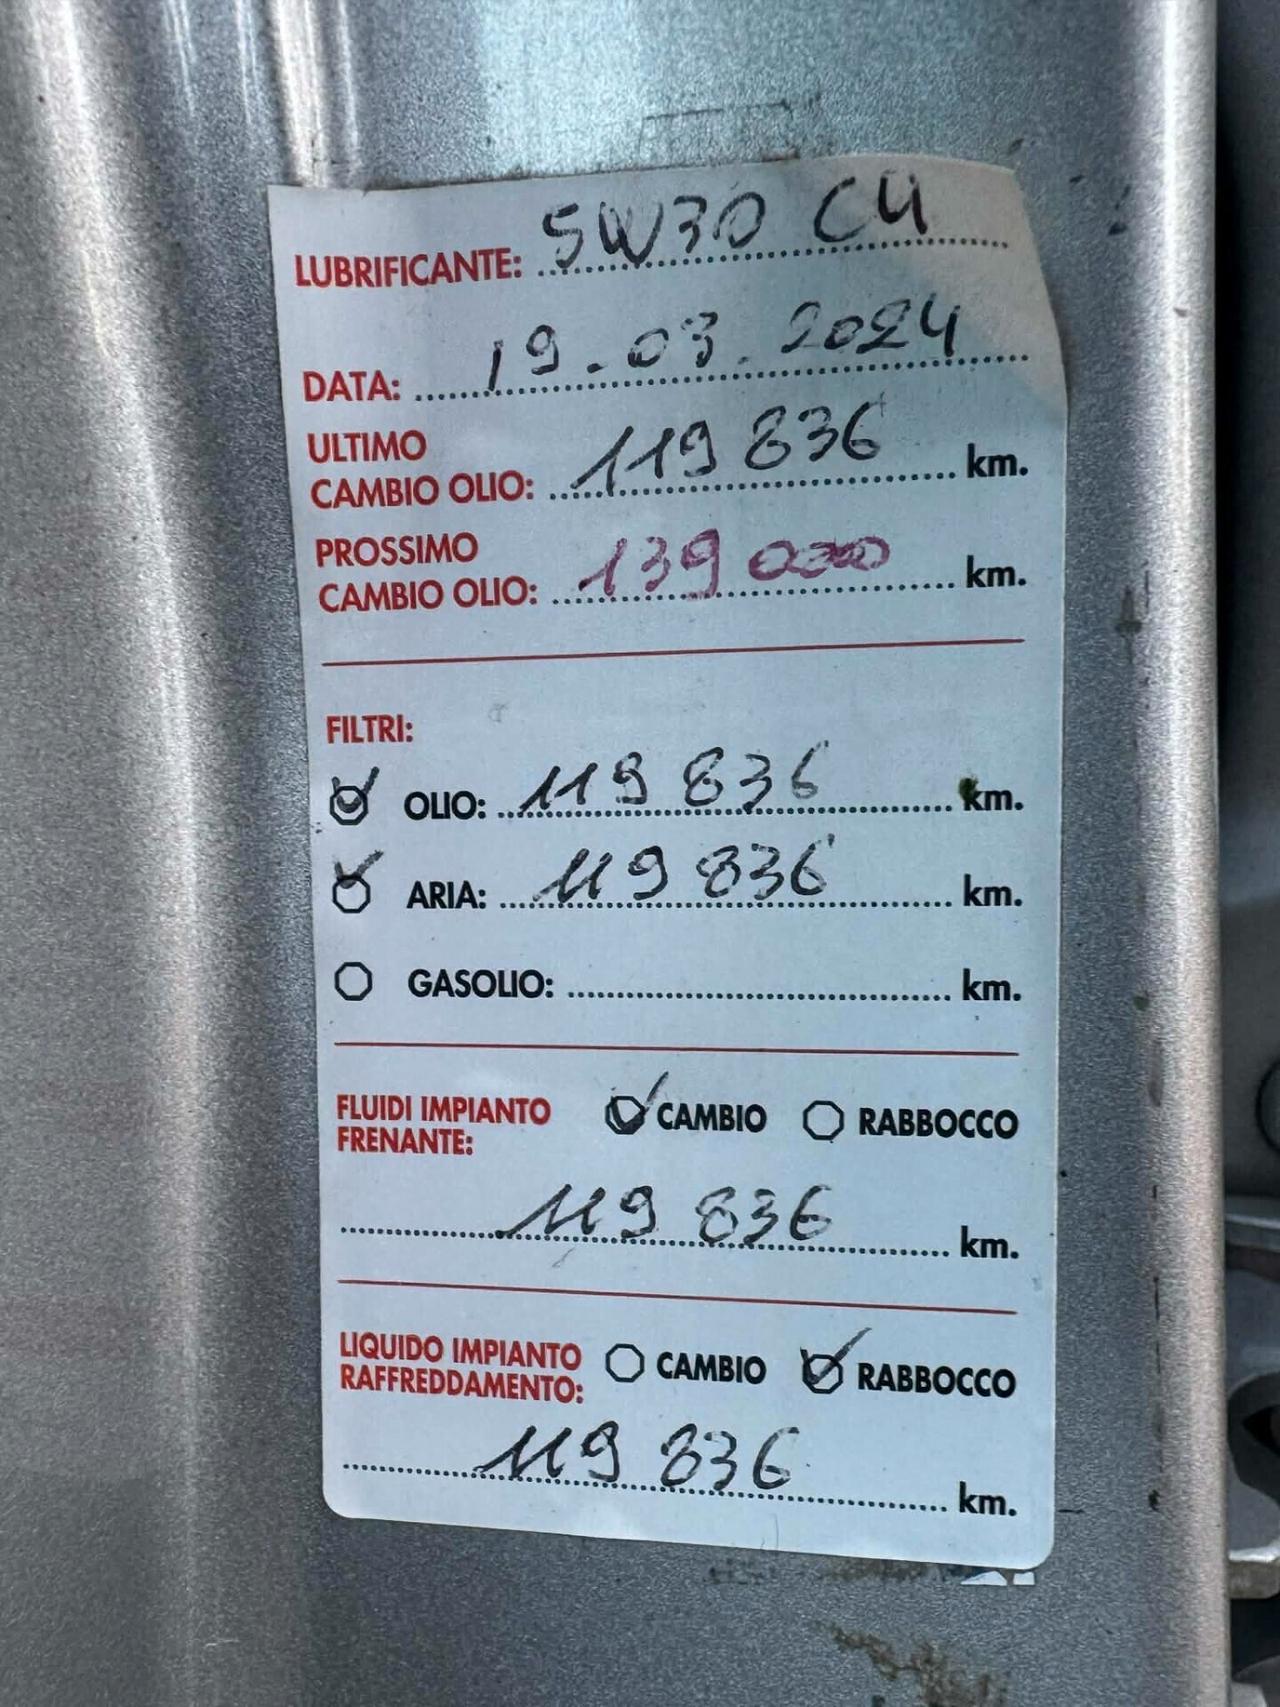 LUBRIFICANTE: 5W30 C4
DATA: 19.03.2024
ULTIMO
CAMBIO OLIO: 119836 km.
PROSSIMO
CAMBIO OLIO: 139000 km.
FILTRI:
OLIO: 119836 km.
ARIA: 119836 km.
GASOLIO: km.
FLUIDI IMPIANTO
FRENANTE: CAMBIO RABBOCCO
119836 km.
LIQUIDO IMPIANTO
RAFFREDDAMENTO: CAMBIO RABBOCCO
119836 km.